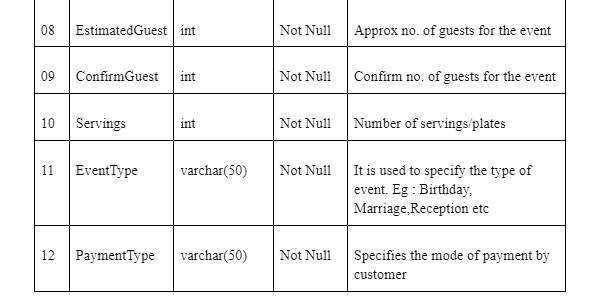 08 EstimatedGuest int Not Null Approx no. of guests for the event
09 ConfirmGuest int Not Null Confirm no. of guests for the event
10 Servings int Not Null Number of servings/plates
11 EventType varchar(50) Not Null It is used to specify the type of
event. Eg : Birthday,
Marriage,Reception etc
12 PaymentType varchar(50) Not Null Specifies the mode of payment by
customer